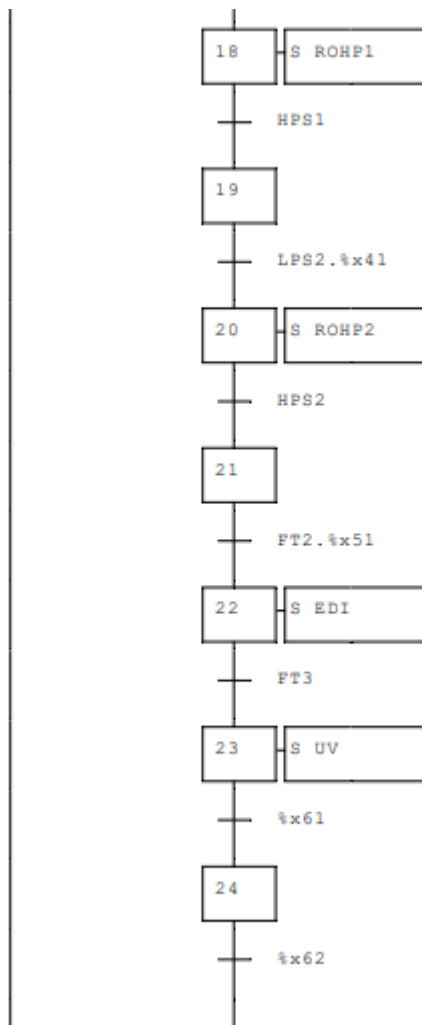 18 S ROHP1
HPS1
19
LPS2.%x41
20 S ROHP2
HPS2
21
FT2.%x51
22 S EDI
FT3
23 S UV
%x61
24
%x62